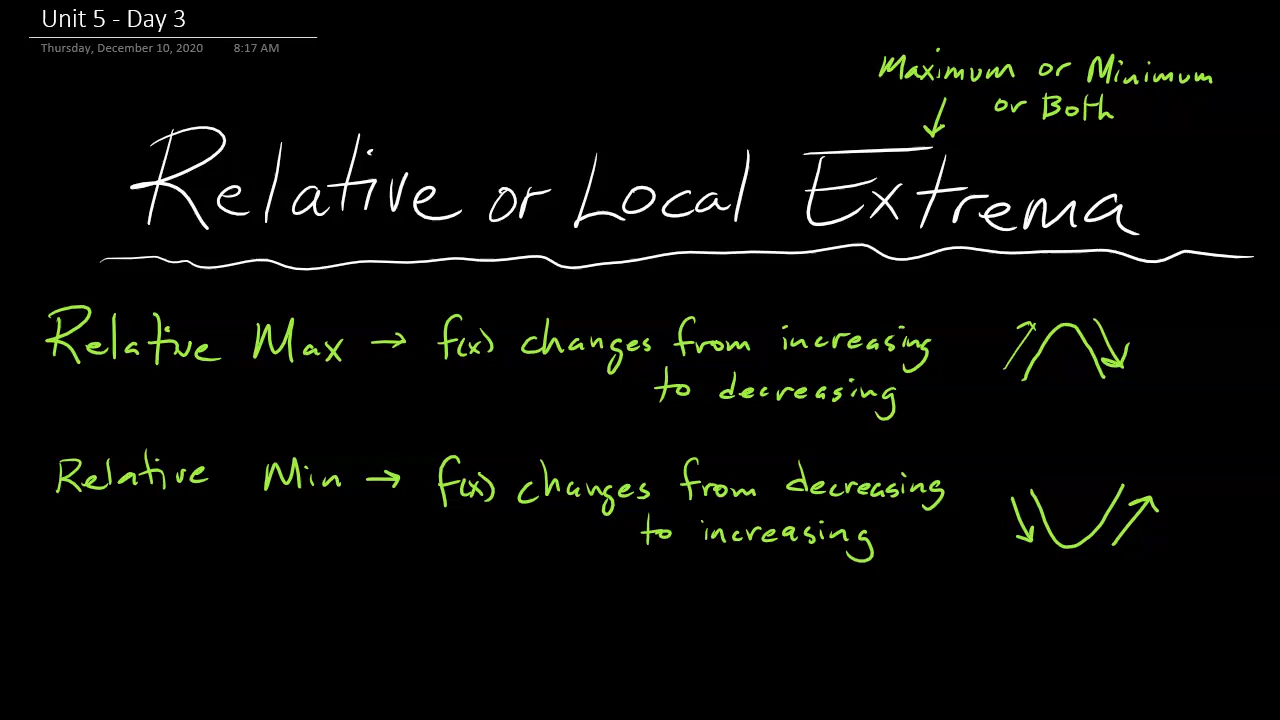 Unit 5 - Day 3
Thursday, December 10, 2020 8:17 AM
Maximum or Minimum
or Both
Relative or Local Extrema
Relative Max → f(x) changes from increasing
to decreasing
Relative Min → f(x) changes from decreasing
to increasing